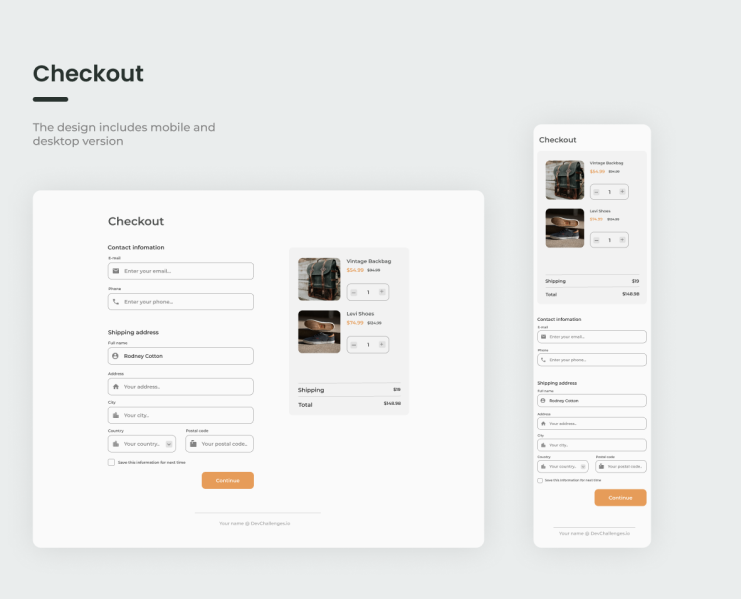 Checkout
The design includes mobile and
desktop version
Checkout
Contact infomation
E-mail
Enter your email...
Phone
Enter your phone...
Shipping address
Full name
Rodney Cotton
Address
Your address..
City
Your city..
Country
Postal code
Your country..
Your postal code..
Save this information for next time
Continue
Vintage Backbag
$54.99 $94.99
1
Levi Shoes
$74.99 $124.99
1
Shipping $19
Total $148.98
Your name @ DevChallenges.io
Checkout
Vintage Backbag
$54.99 $94.99
1
Levi Shoes
$74.99 $124.99
1
Shipping $19
Total $148.98
Contact infomation
E-mail
Enter your email...
Phone
Enter your phone...
Shipping address
Full name
Rodney Cotton
Address
Your address..
City
Your city..
Country
Postal code
Your country..
Your postal code..
Save this information for next time
Continue
Your name @ DevChallenges.io